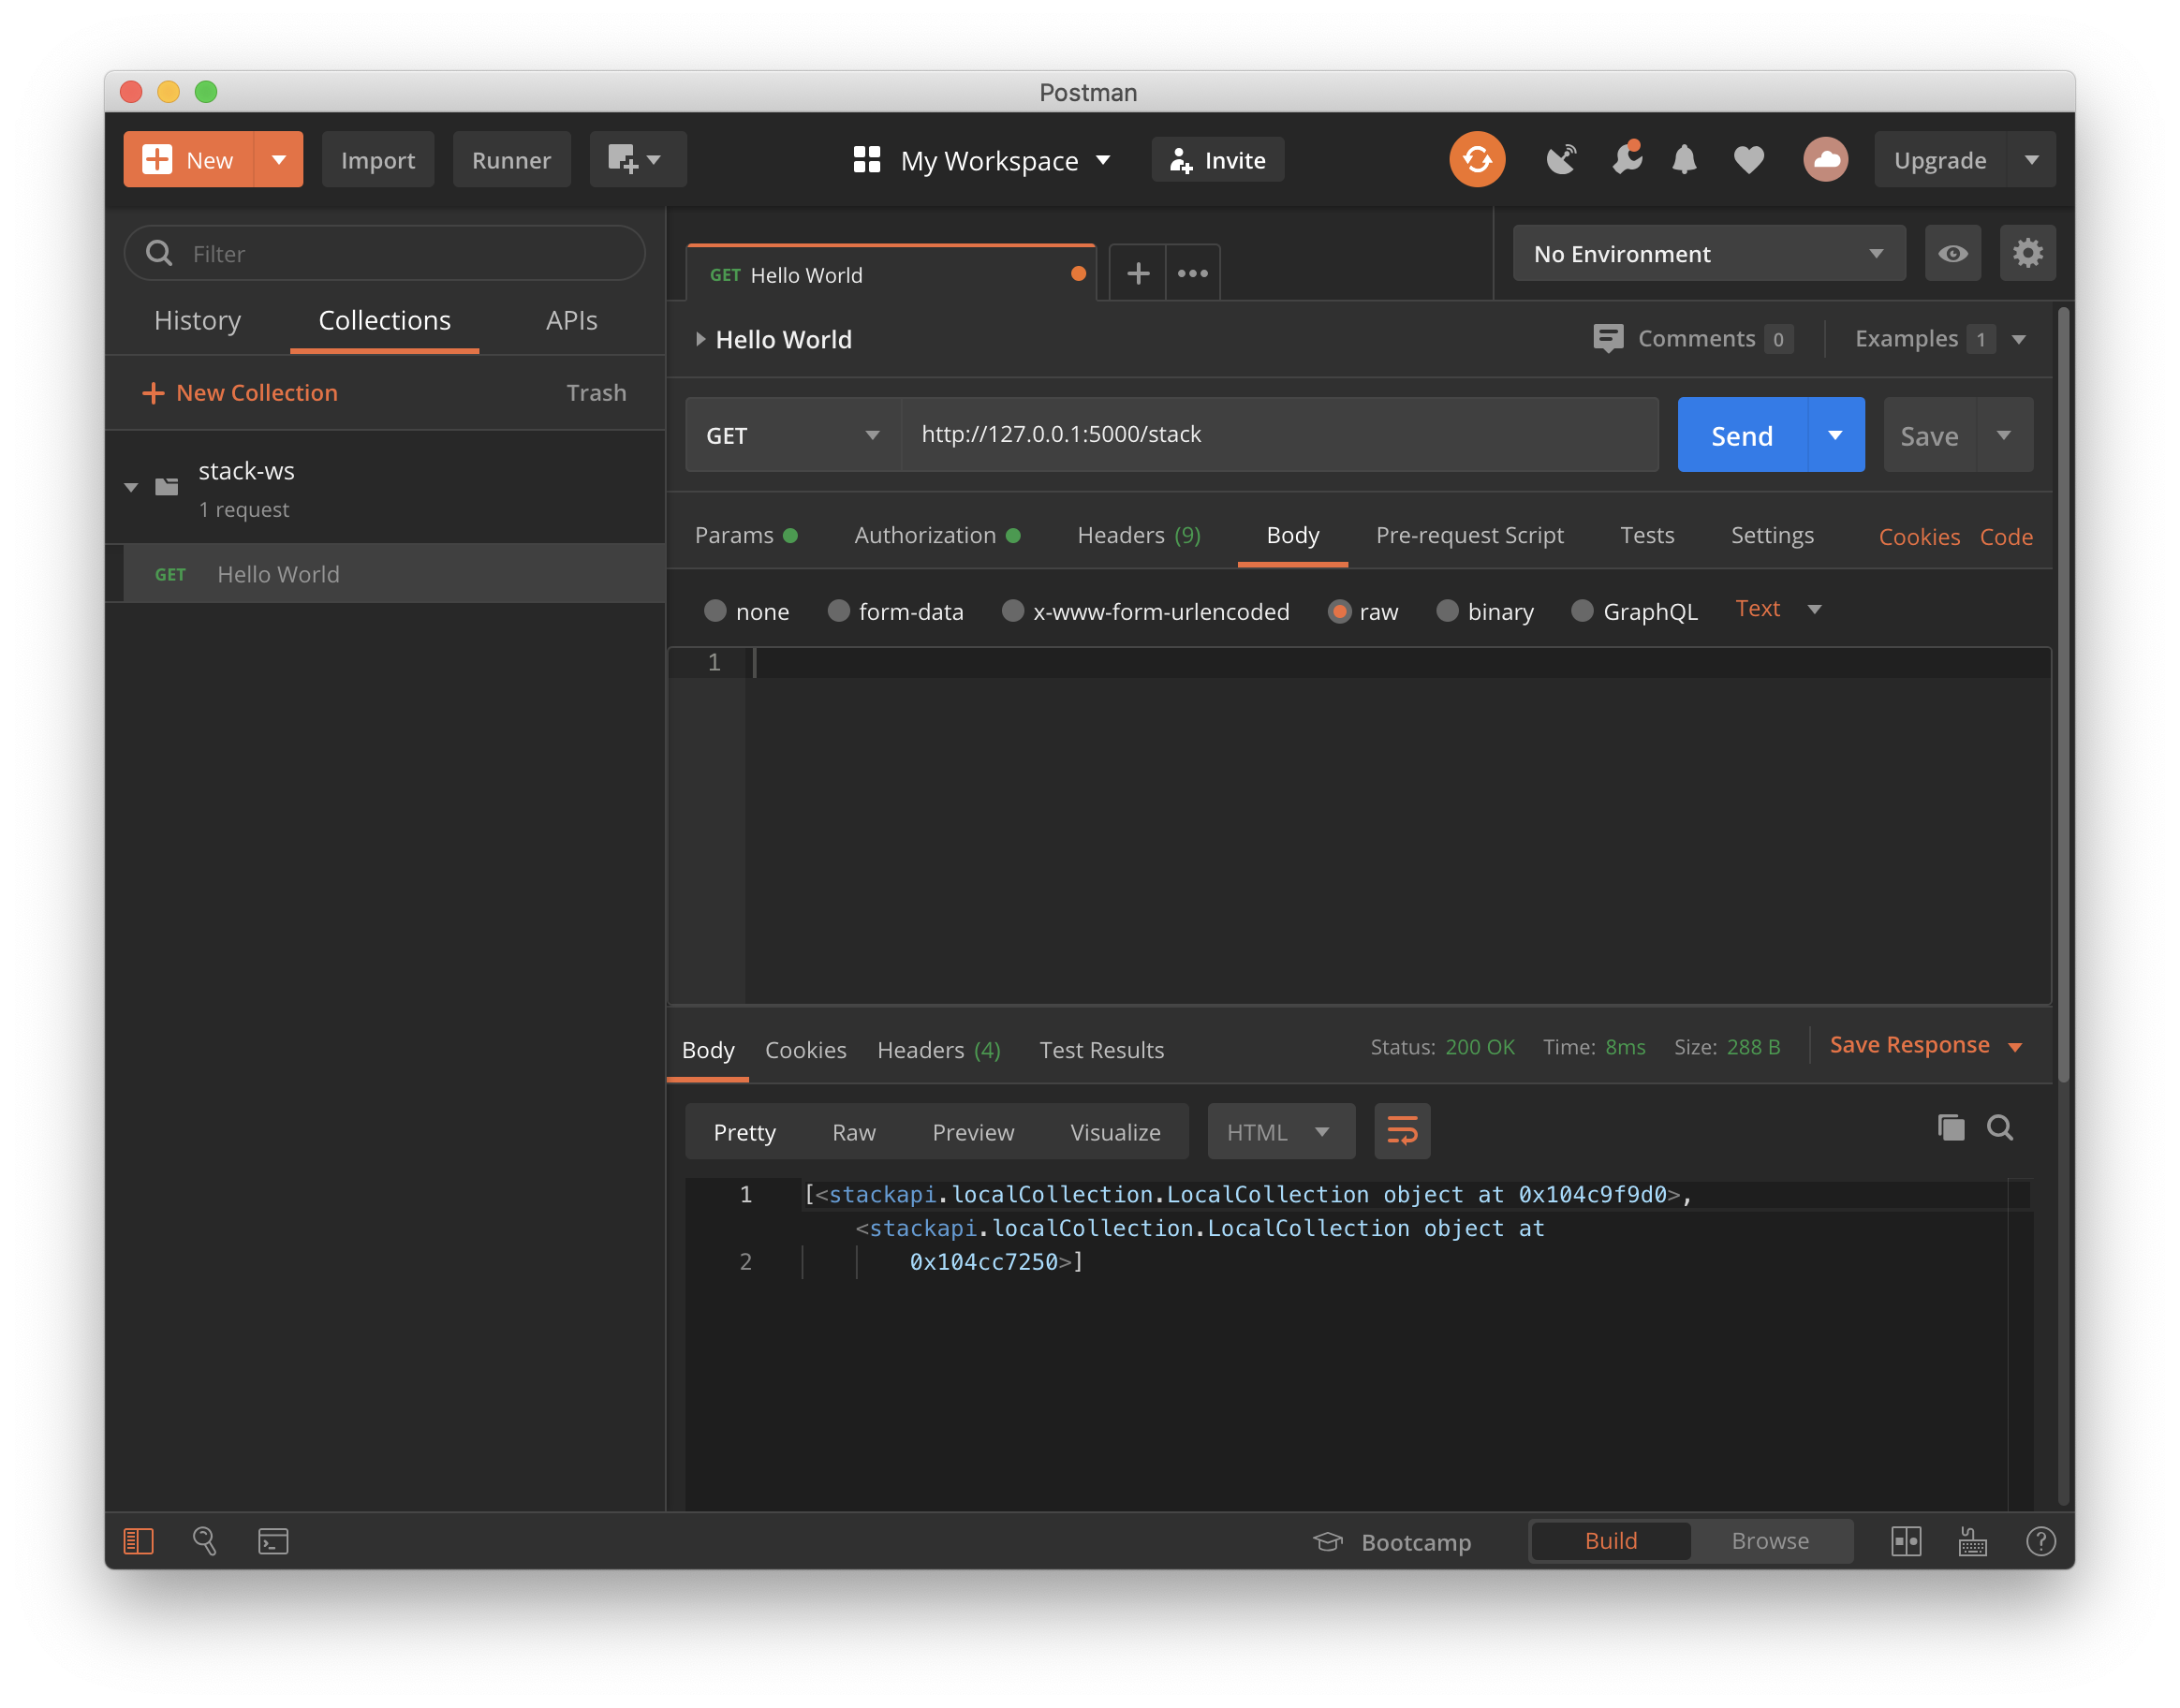 Postman
New
Import
Runner
My Workspace
Invite
Upgrade
Filter
History
Collections
APIs
New Collection
Trash
stack-ws
1 request
GET Hello World
GET Hello World
No Environment
Hello World
Comments 0
Examples 1
GET
http://127.0.0.1:5000/stack
Send
Save
Params
Authorization
Headers (9)
Body
Pre-request Script
Tests
Settings
Cookies
Code
none
form-data
x-www-form-urlencoded
raw
binary
GraphQL
Text
1
Body
Cookies
Headers (4)
Test Results
Status: 200 OK
Time: 8ms
Size: 288 B
Save Response
Pretty
Raw
Preview
Visualize
HTML
1 [<stackapi.localCollection.LocalCollection object at 0x104c9f9d0>,
<stackapi.localCollection.LocalCollection object at
2 0x104cc7250>]
Bootcamp
Build
Browse
?